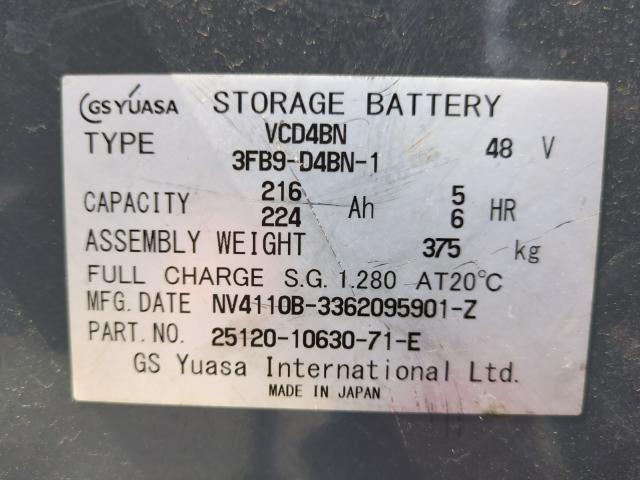 GS YUASA STORAGE BATTERY
TYPE VCD4BN 48 V
3FB9-D4BN-1
CAPACITY 216 Ah 5 HR
224 6
ASSEMBLY WEIGHT 375 kg
FULL CHARGE S.G. 1.280 AT20°C
MFG. DATE NV4110B-3362095901-Z
PART. NO. 25120-10630-71-E
GS Yuasa International Ltd.
MADE IN JAPAN